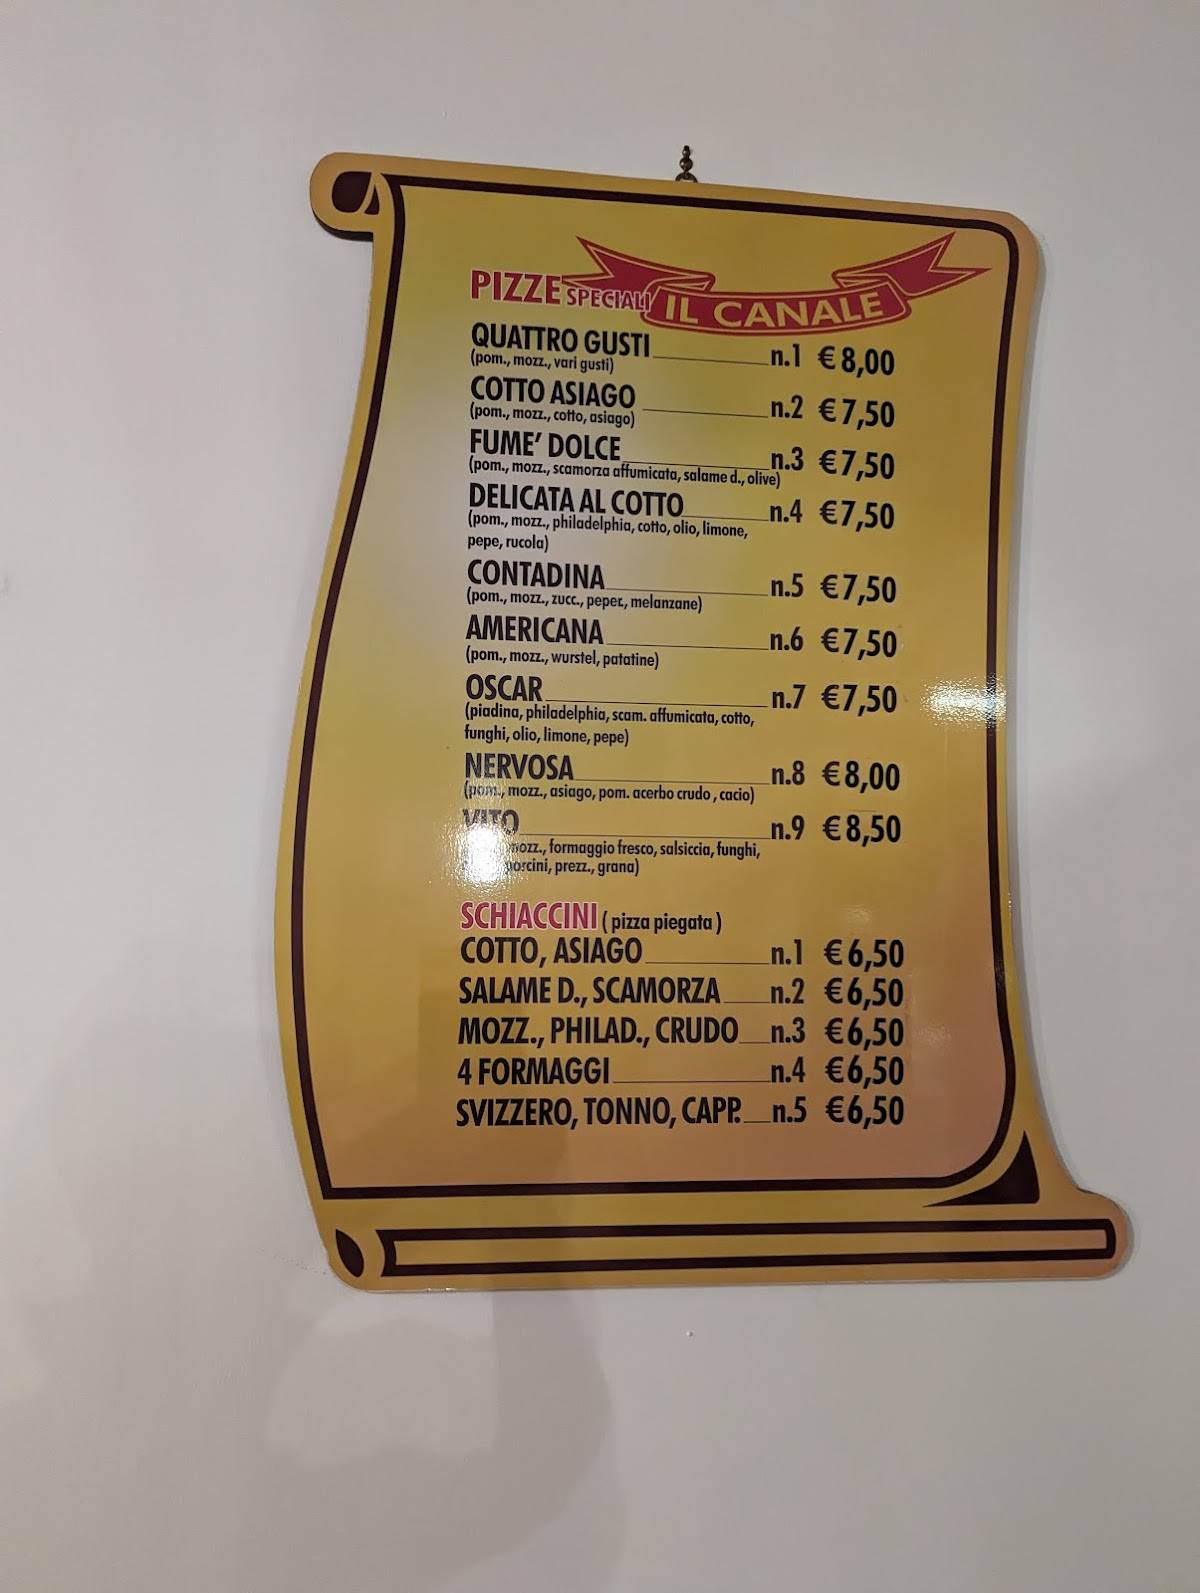 PIZZE SPECIALI IL CANALE
QUATTRO GUSTI n.1 € 8,00
(pom., mozz., vari gusti)
COTTO ASIAGO n.2 € 7,50
(pom., mozz., cotto, asiago)
FUME' DOLCE n.3 € 7,50
(pom., mozz., scamorza affumicata, salame d., olive)
DELICATA AL COTTO n.4 € 7,50
(pom., mozz., philadelphia, cotto, olio, limone,
pepe, rucola)
CONTADINA n.5 € 7,50
(pom., mozz., zucc., peper., melanzane)
AMERICANA n.6 € 7,50
(pom., mozz., wurstel, patatine)
OSCAR n.7 € 7,50
(piadina, philadelphia, scam. affumicata, cotto,
funghi, olio, limone, pepe)
NERVOSA n.8 € 8,00
(pom., mozz., asiago, pom. acerbo crudo , cacio)
VITO n.9 € 8,50
mozz., formaggio fresco, salsiccia, funghi,
porcini, prezz., grana)
SCHIACCINI ( pizza piegata )
COTTO, ASIAGO n.1 € 6,50
SALAME D., SCAMORZA n.2 € 6,50
MOZZ., PHILAD., CRUDO n.3 € 6,50
4 FORMAGGI n.4 € 6,50
SVIZZERO, TONNO, CAPP. n.5 € 6,50